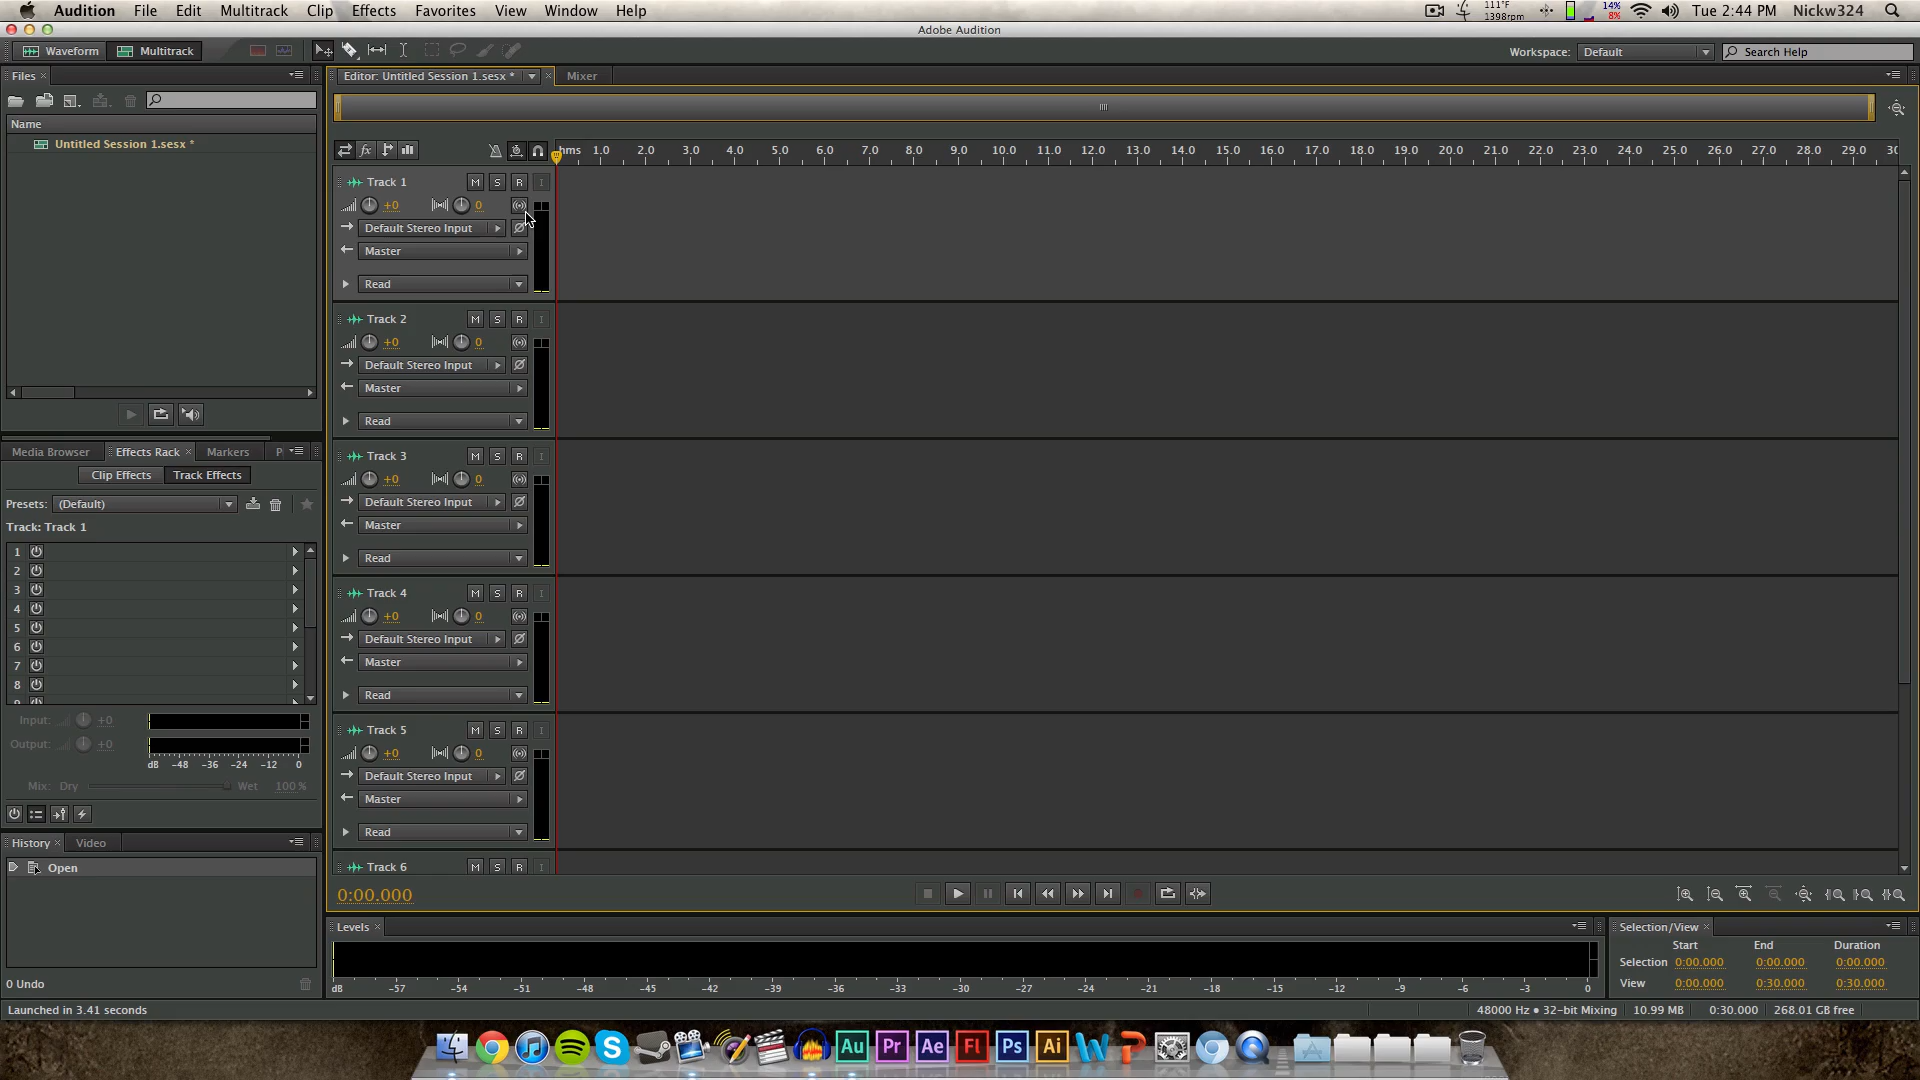 Audition File Edit Multitrack Clip Effects Favorites View Window Help
111°F 1398rpm 14% 8% Tue 2:44 PM Nickw324
Adobe Audition
Waveform Multitrack
Workspace: Default Search Help
Files
Editor: Untitled Session 1.sesx * Mixer
Name
Untitled Session 1.sesx *
hms 1.0 2.0 3.0 4.0 5.0 6.0 7.0 8.0 9.0 10.0 11.0 12.0 13.0 14.0 15.0 16.0 17.0 18.0 19.0 20.0 21.0 22.0 23.0 24.0 25.0 26.0 27.0 28.0 29.0 30
fx
Track 1 M S R I
+0 0
Default Stereo Input
Master
Read
Track 2 M S R I
+0 0
Default Stereo Input
Master
Read
Track 3 M S R I
+0 0
Default Stereo Input
Master
Read
Track 4 M S R I
+0 0
Default Stereo Input
Master
Read
Track 5 M S R I
+0 0
Default Stereo Input
Master
Read
Track 6 M S R I
Media Browser Effects Rack Markers P
Clip Effects Track Effects
Presets: (Default)
Track: Track 1
1
2
3
4
5
6
7
8
Input: +0
Output: +0
dB -48 -36 -24 -12 0
Mix: Dry Wet 100 %
History Video
Open
0 Undo
0:00.000
Levels
dB -57 -54 -51 -48 -45 -42 -39 -36 -33 -30 -27 -24 -21 -18 -15 -12 -9 -6 -3 0
Selection/View
Start End Duration
Selection 0:00.000 0:00.000 0:00.000
View 0:00.000 0:30.000 0:30.000
Launched in 3.41 seconds
48000 Hz • 32-bit Mixing 10.99 MB 0:30.000 268.01 GB free
Au Pr Ae Fl Ps Ai W P